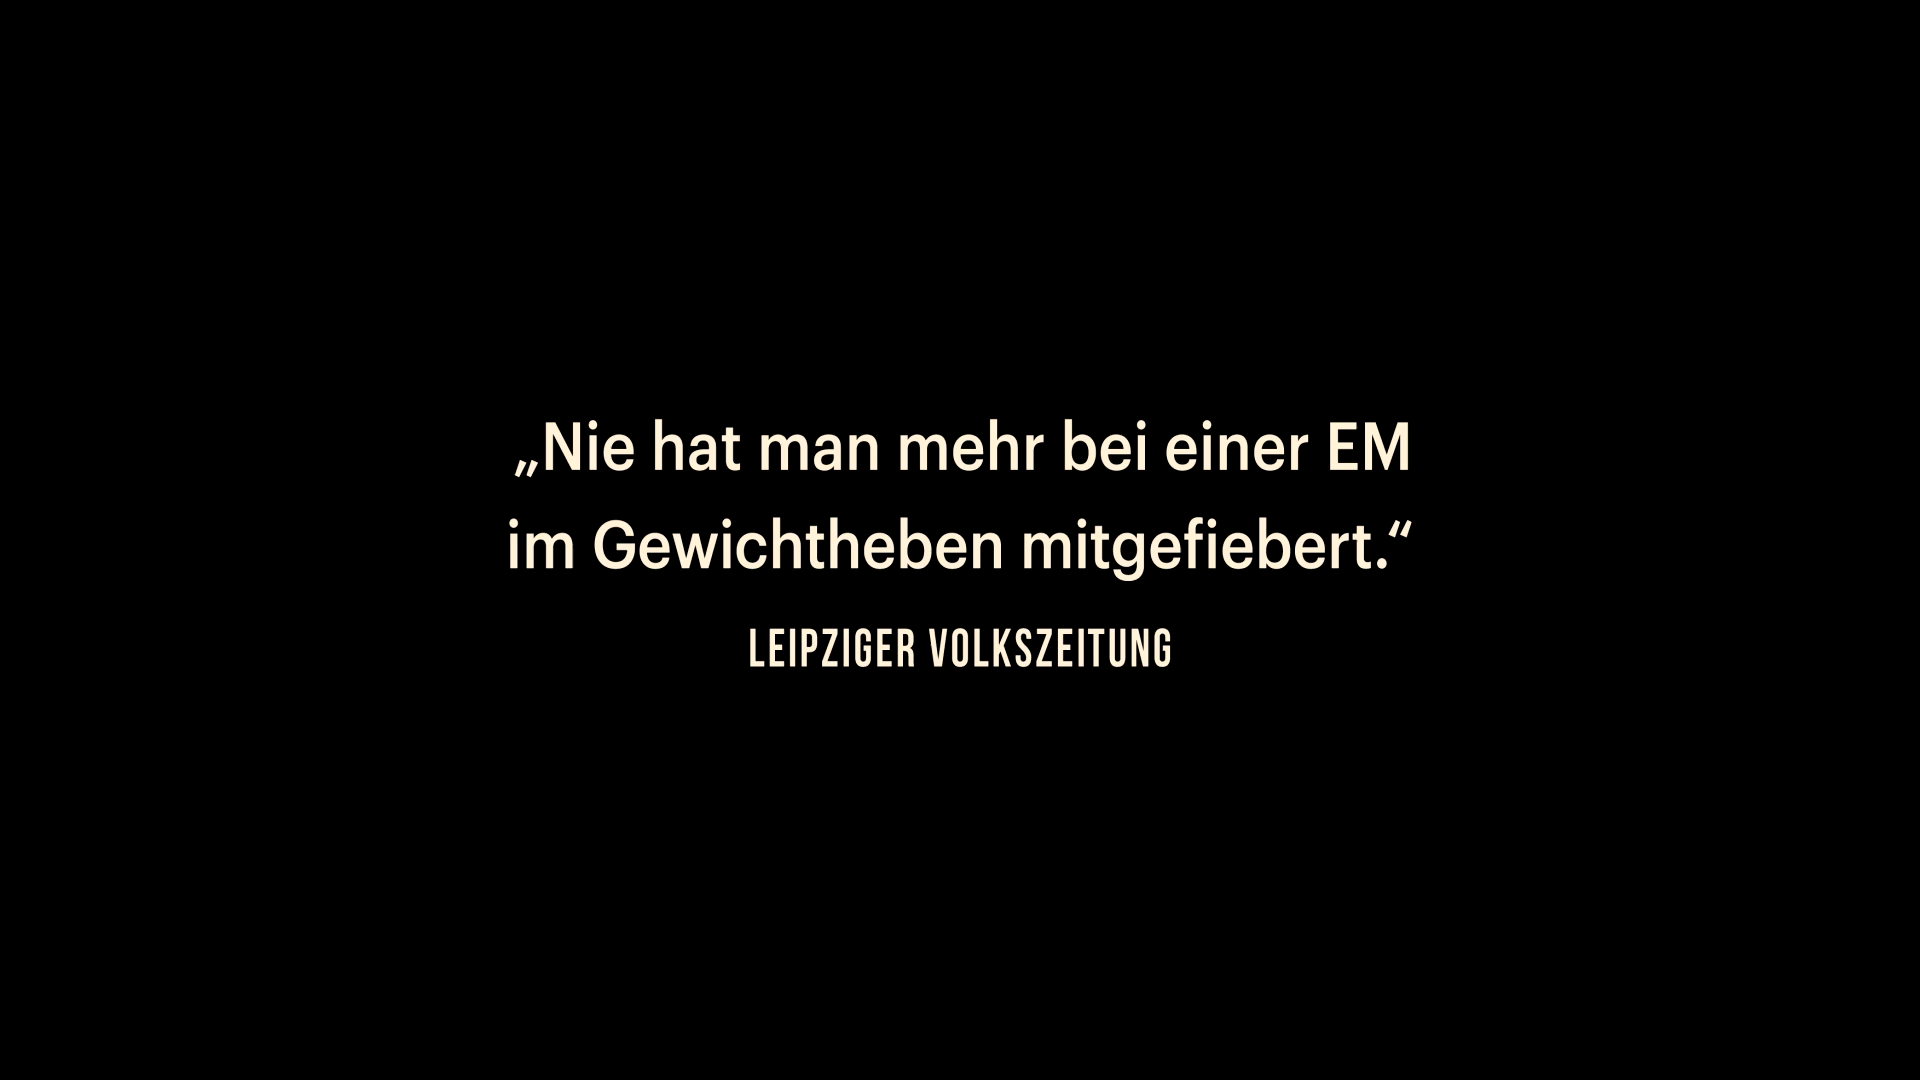 „Nie hat man mehr bei einer EM
im Gewichtheben mitgefiebert.“
LEIPZIGER VOLKSZEITUNG